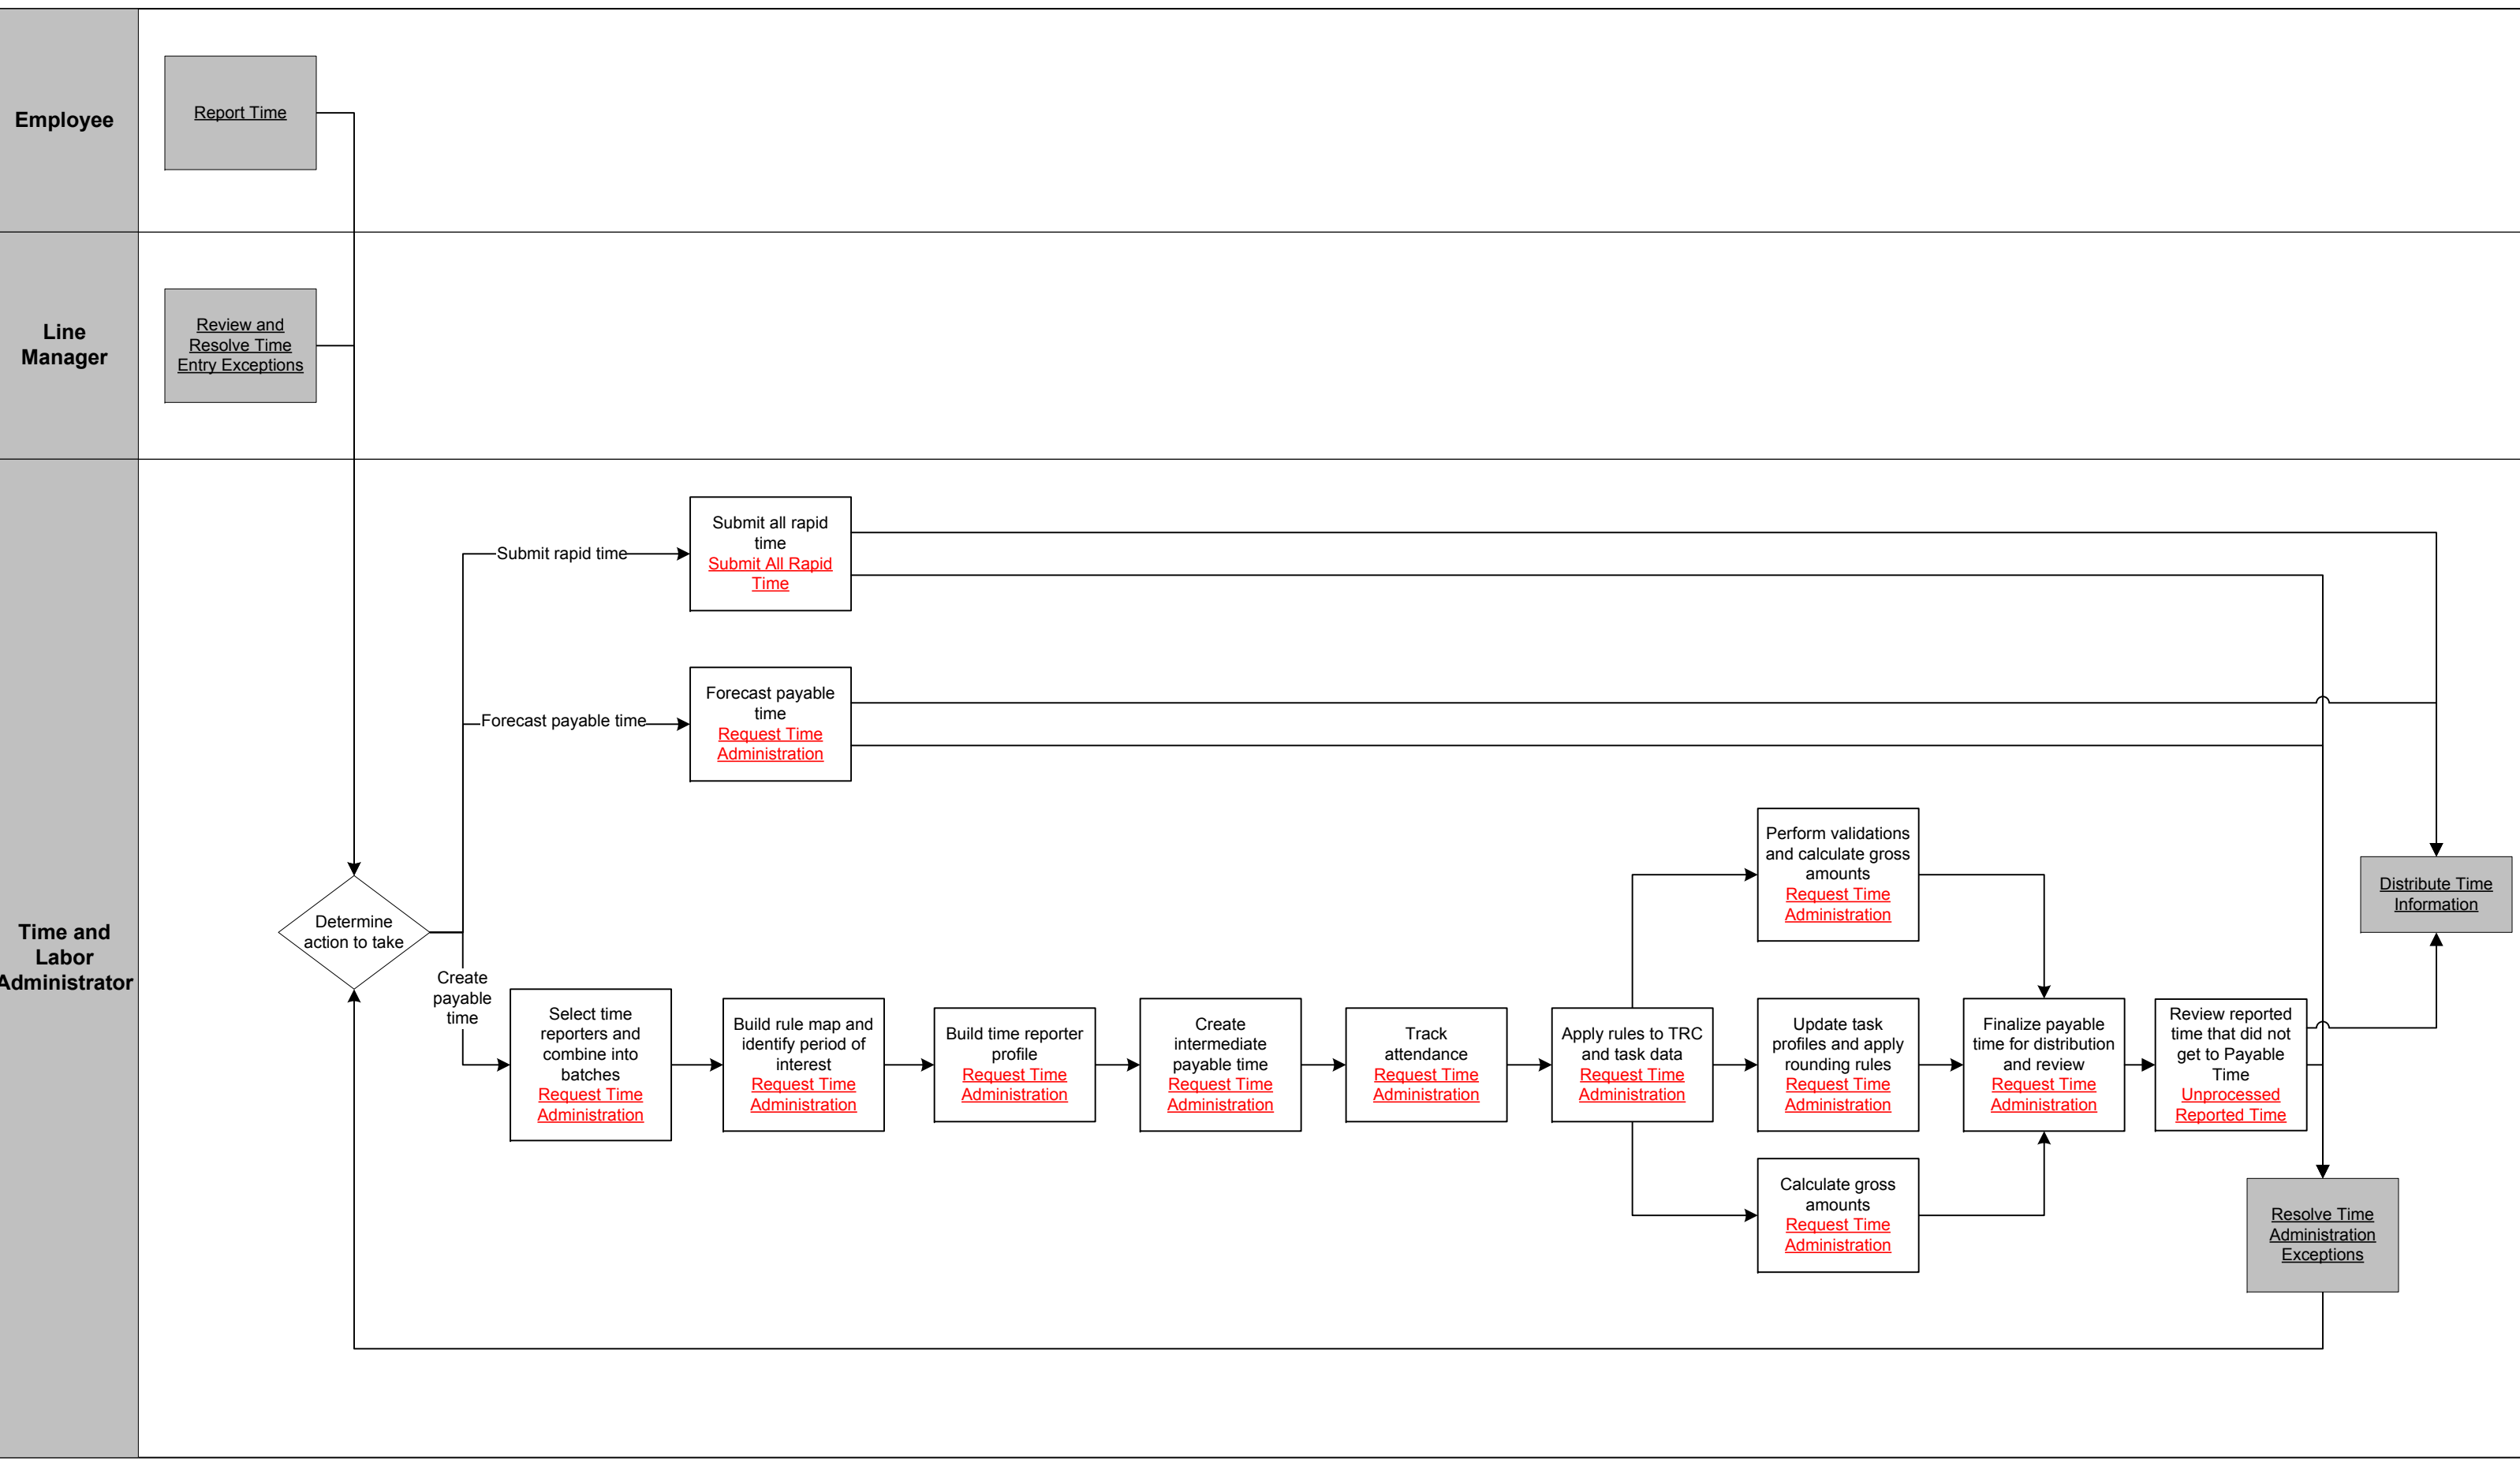 Employee
Report Time
Line
Manager
Review and
Resolve Time
Entry Exceptions
Time and
Labor
Administrator
Determine
action to take
Submit rapid time
Submit all rapid
time
Submit All Rapid
Time
Forecast payable time
Forecast payable
time
Request Time
Administration
Create
payable
time
Select time
reporters and
combine into
batches
Request Time
Administration
Build rule map and
identify period of
interest
Request Time
Administration
Build time reporter
profile
Request Time
Administration
Create
intermediate
payable time
Request Time
Administration
Track
attendance
Request Time
Administration
Apply rules to TRC
and task data
Request Time
Administration
Perform validations
and calculate gross
amounts
Request Time
Administration
Update task
profiles and apply
rounding rules
Request Time
Administration
Calculate gross
amounts
Request Time
Administration
Finalize payable
time for distribution
and review
Request Time
Administration
Review reported
time that did not
get to Payable
Time
Unprocessed
Reported Time
Distribute Time
Information
Resolve Time
Administration
Exceptions